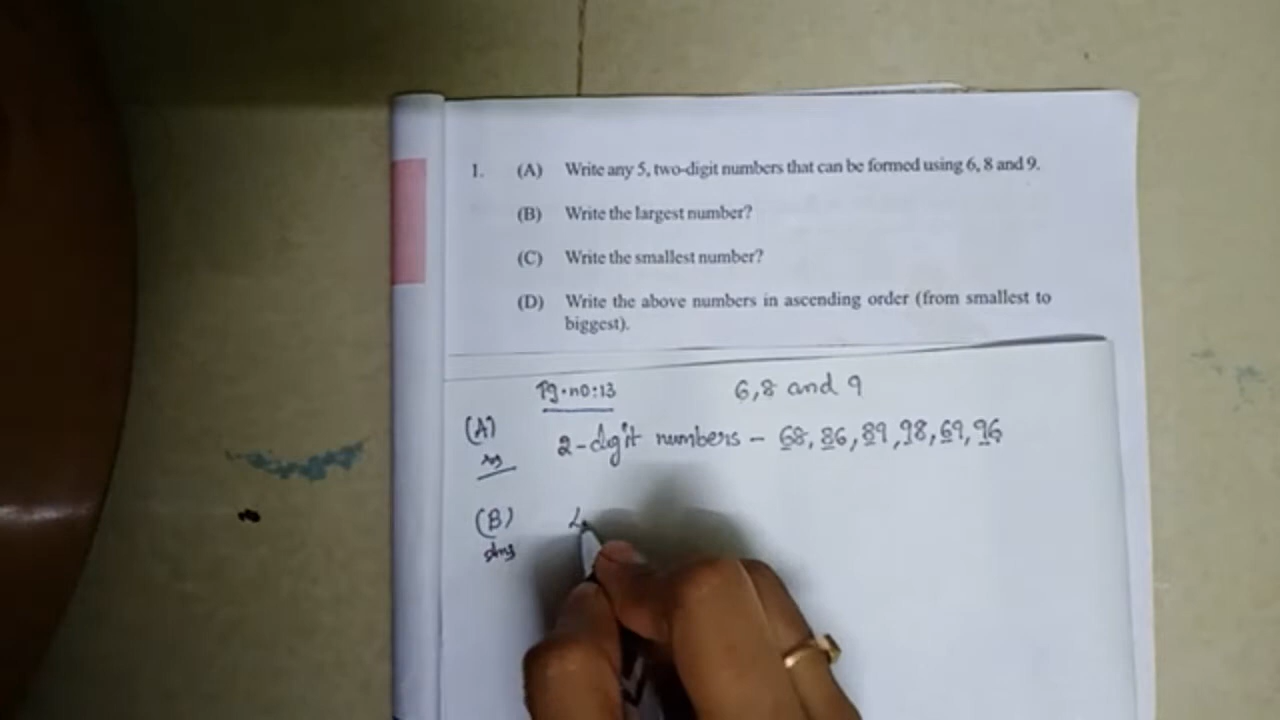 1. (A) Write any 5, two-digit numbers that can be formed using 6, 8 and 9.
(B) Write the largest number?
(C) Write the smallest number?
(D) Write the above numbers in ascending order (from smallest to
biggest).
Pg.no:13 6,8 and 9
(A) 2-digit numbers - 68, 86, 89, 98, 69, 96
Ans
(B) L
Ans